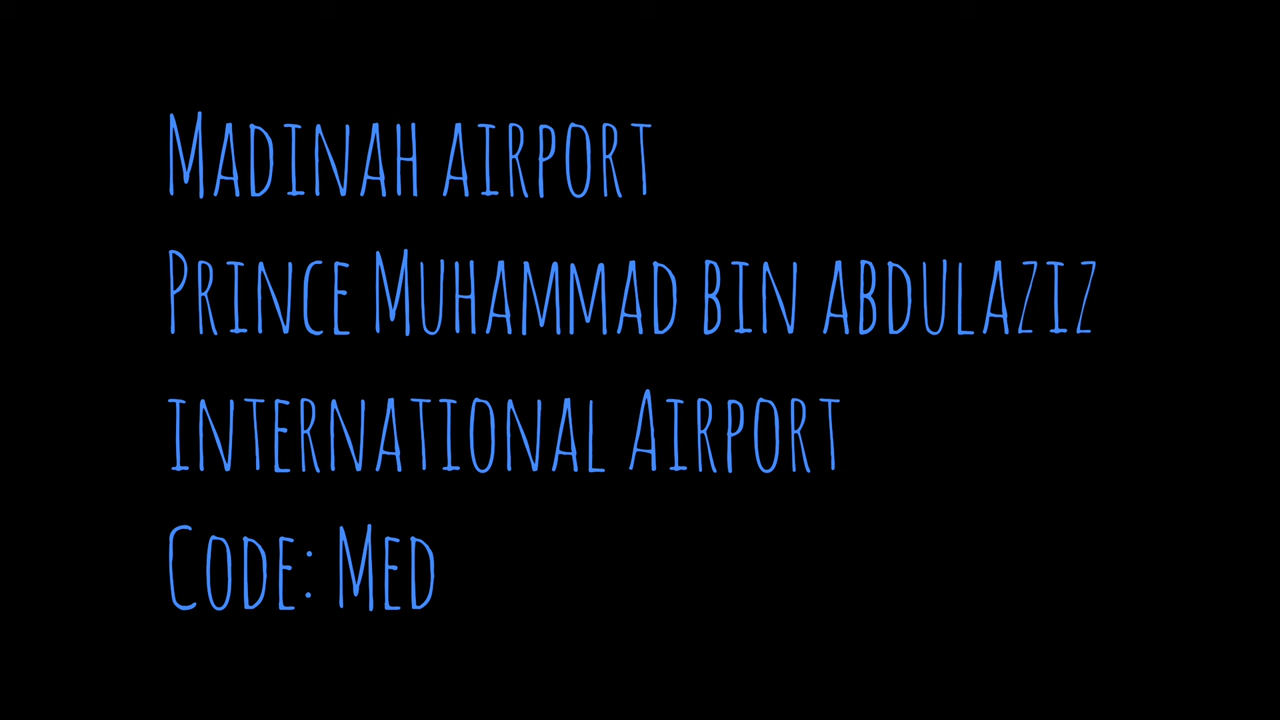 Madinah airport
Prince Muhammad bin abdulaziz
international Airport
Code: Med